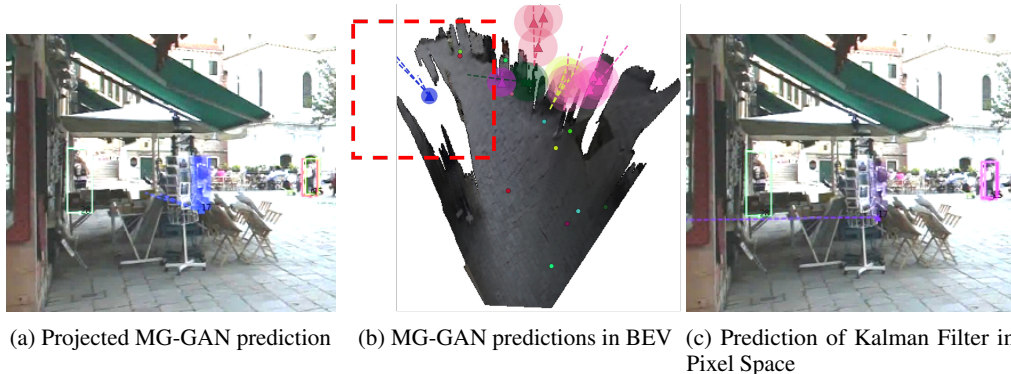 (a) Projected MG-GAN prediction
(b) MG-GAN predictions in BEV
(c) Prediction of Kalman Filter in
Pixel Space